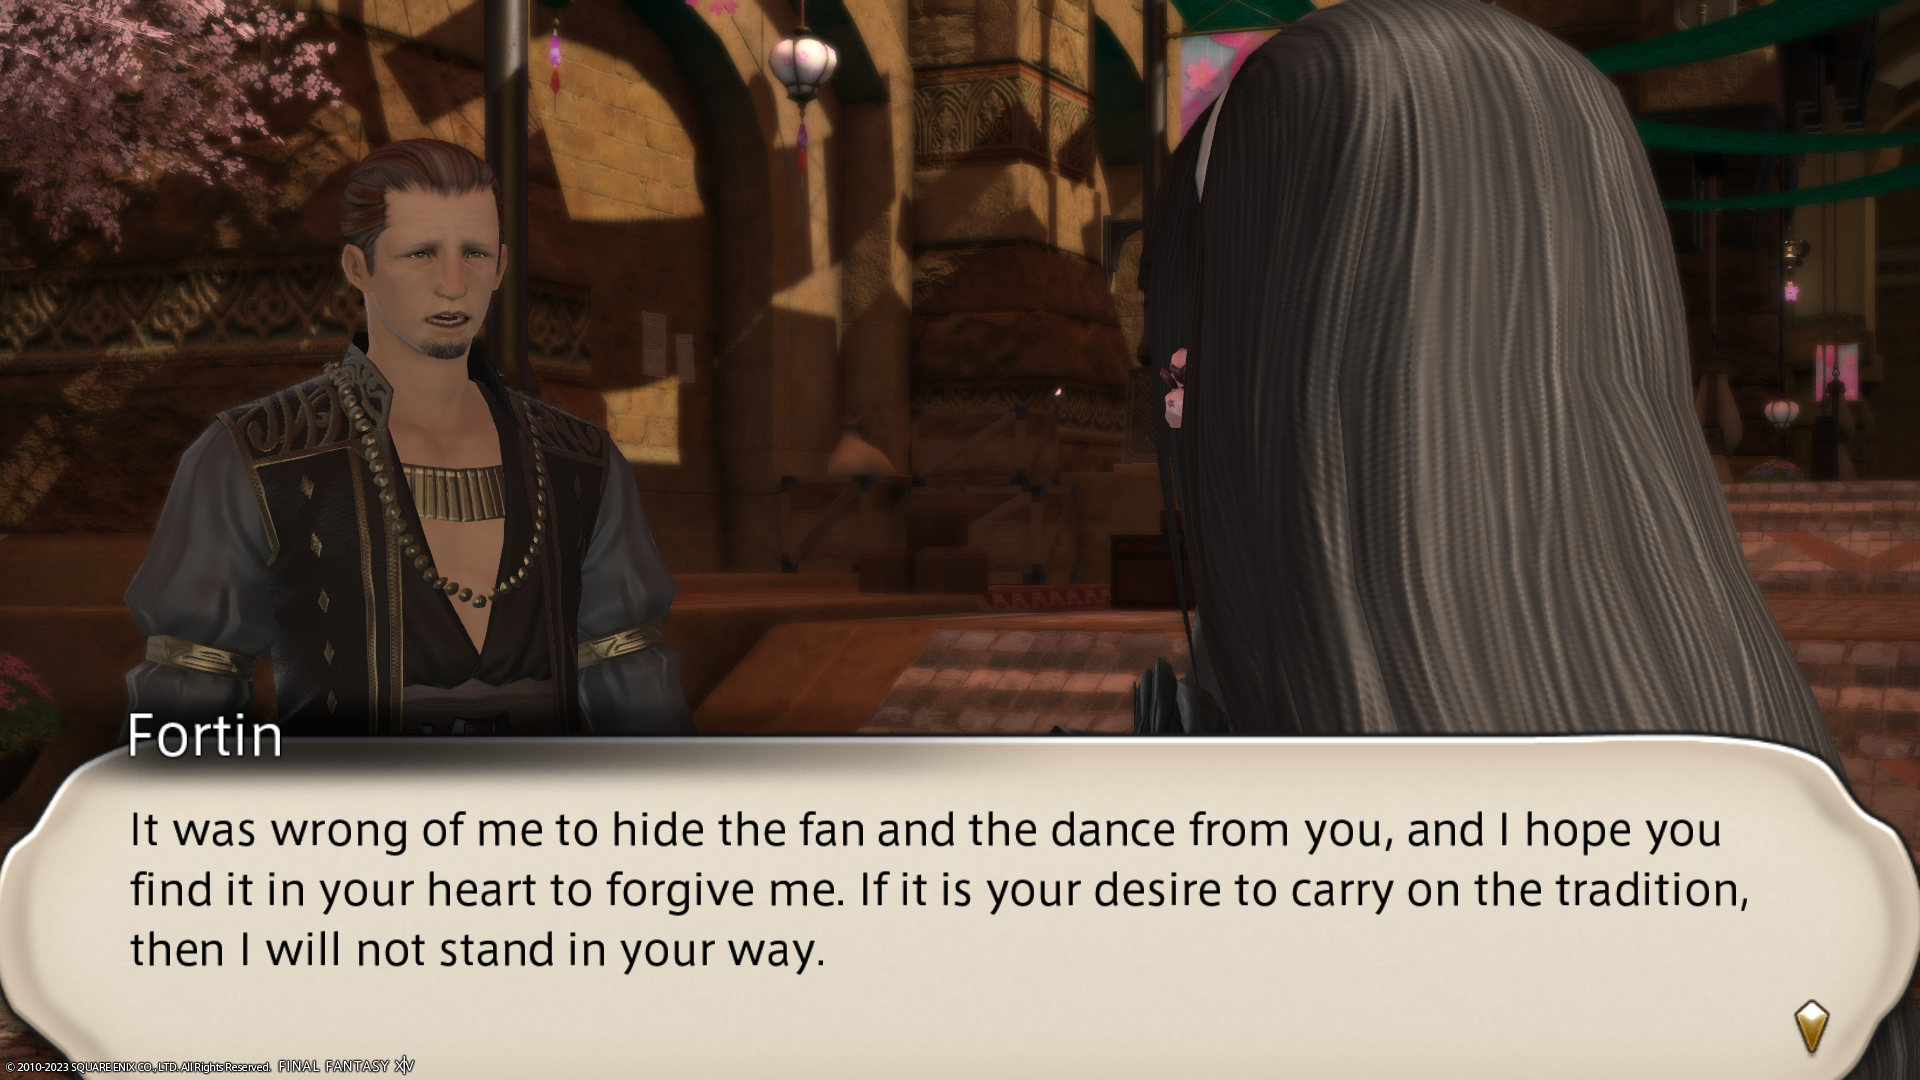 Fortin
It was wrong of me to hide the fan and the dance from you, and I hope you
find it in your heart to forgive me. If it is your desire to carry on the tradition,
then I will not stand in your way.
© 2010-2023 SQUARE ENIX CO., LTD. All Rights Reserved. FINAL FANTASY XIV